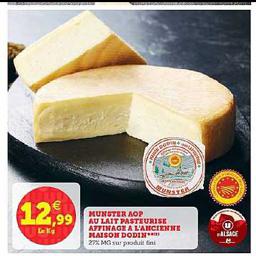 12€,99
Le Kg
MUNSTER AOP
AU LAIT PASTEURISE
AFFINAGE A L'ANCIENNE
MAISON DODIN
27% MG sur produit fini
MUNSTER
U
D'ALSACE